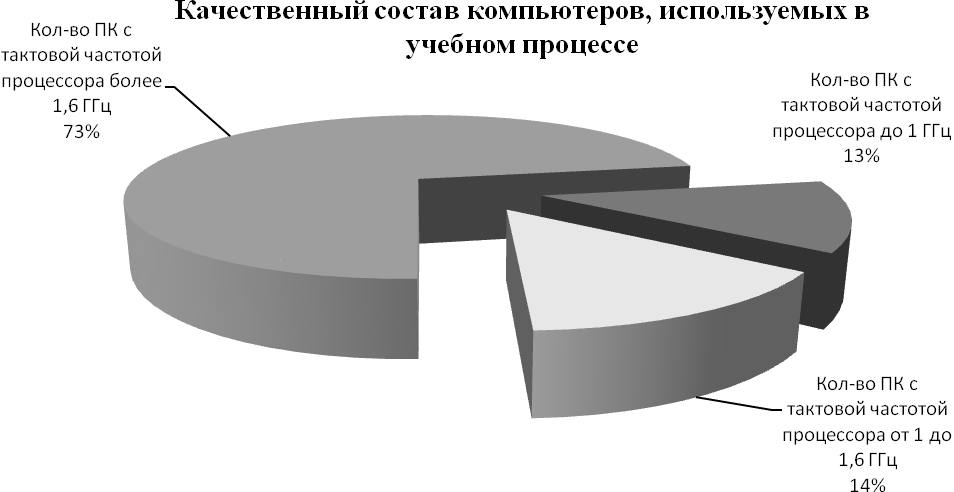 Качественный состав компьютеров, используемых в
учебном процессе
Кол-во ПК с
тактовой частотой
процессора более
1,6 ГГц
73%
Кол-во ПК с
тактовой частотой
процессора до 1 ГГц
13%
Кол-во ПК с
тактовой частотой
процессора от 1 до
1,6 ГГц
14%